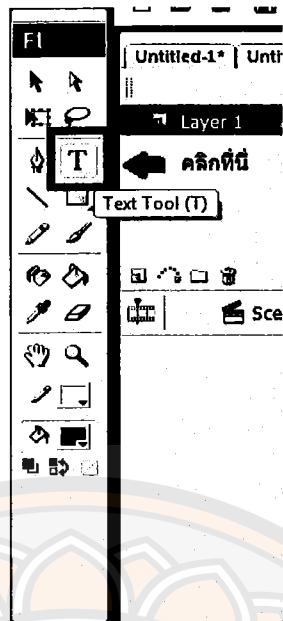 Fl
Untitled-1* Unti
Layer 1
T คลิกที่นี่
Text Tool (T)
Sce